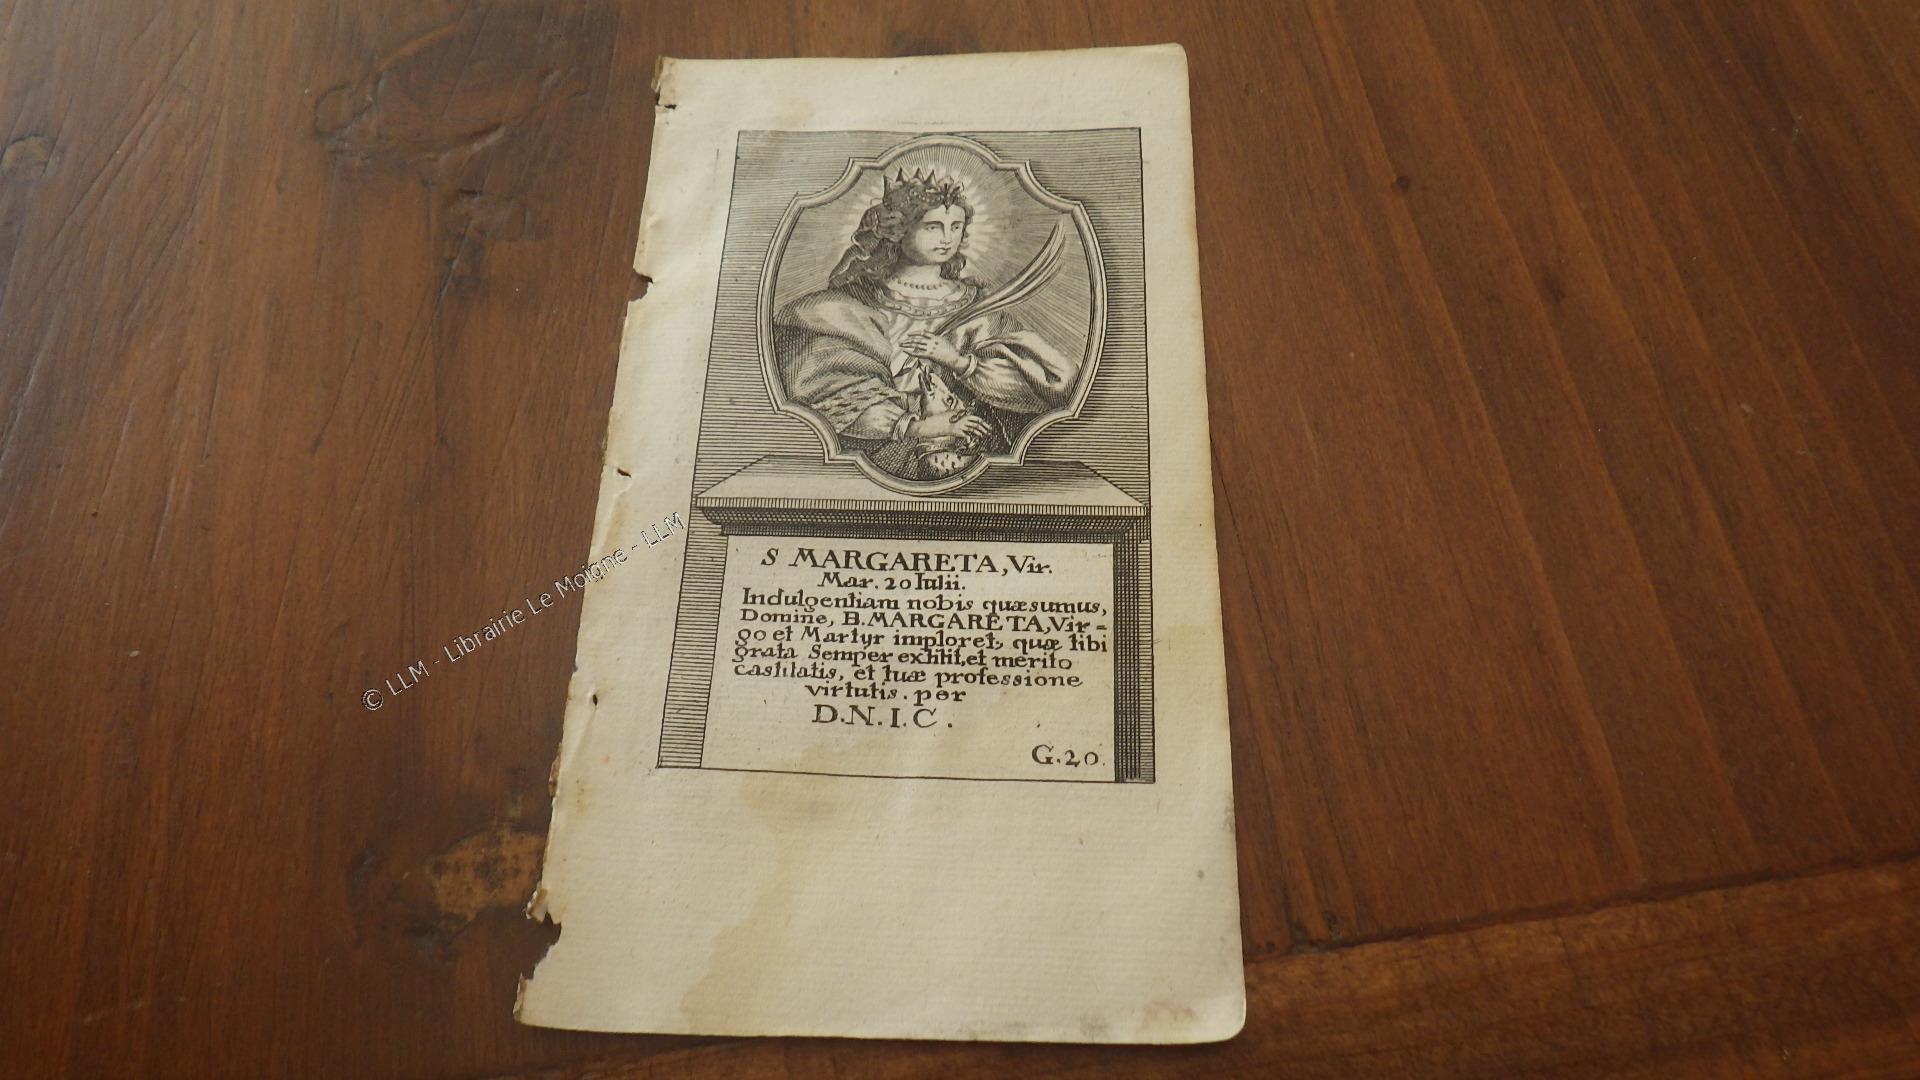 S MARGARETA, Vir.
Mar. 20 Iulii.
Indulgentiam nobis quæsumus,
Domine, B. MARGARETA, Vir=
go et Martyr imploret, quæ tibi
grata Semper extitit, et merito
castitatis, et tuæ professione
virtutis. per
D.N.I.C.
G.20.
© LLM - Librairie Le Moigne - LLM